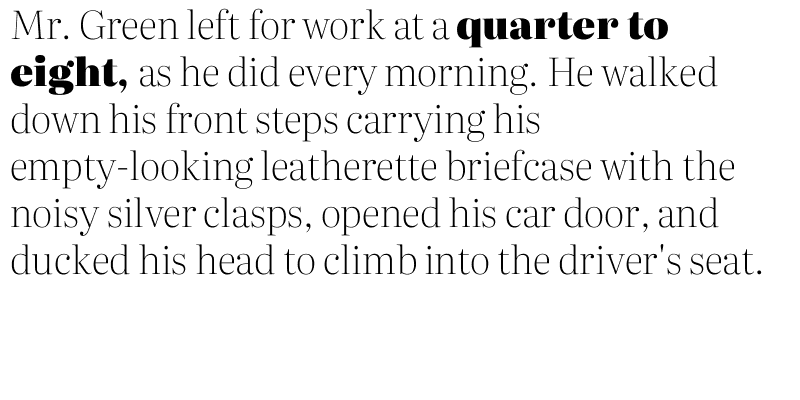 Mr. Green left for work at a quarter to
eight, as he did every morning. He walked
down his front steps carrying his
empty-looking leatherette briefcase with the
noisy silver clasps, opened his car door, and
ducked his head to climb into the driver's seat.